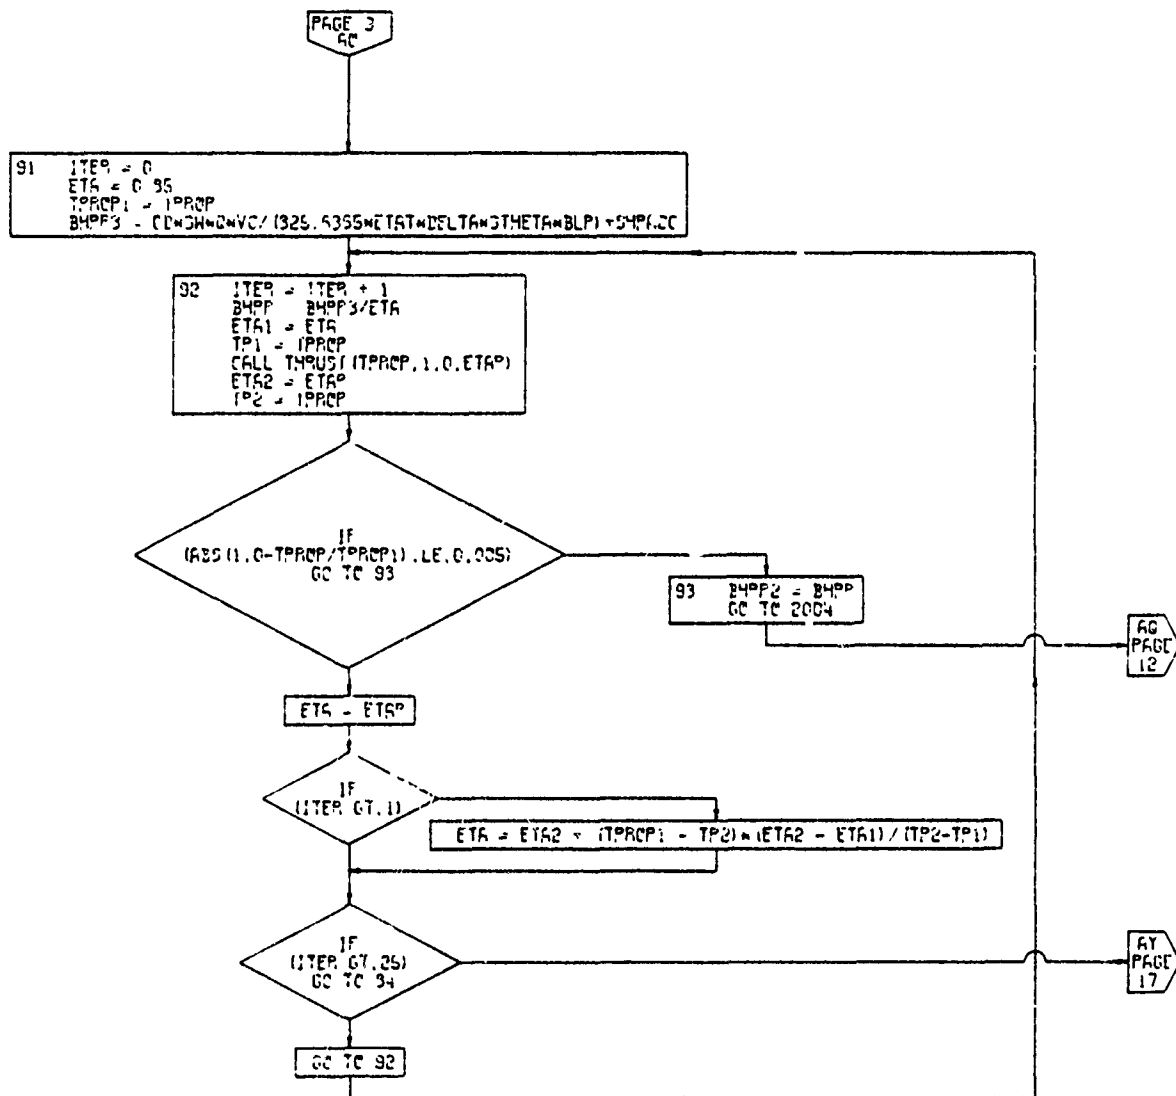 PAGE 3
AC
91 ITER = 0
ETA = 0.95
TPROP1 = TPROP
BHPP3 = CD*SW*Q*VC/(325.6395*ETAT*DELTA*STHETA*BLP)+
92 ITER = ITER + 1
BHPP = BHPP3/ETA
ETA1 = ETA
TP1 = TPROP
CALL THRUST(TPROP,1,0,ETAP)
ETA2 = ETAP
TP2 = TPROP
IF
(ABS(1.0-TPROP/TPROP1).LE.0.005)
GO TO 93
93 BHPP2 = BHPP
GO TO 2004
AG
PAGE
12
ETA = ETAP
IF
(ITER GT.1)
ETA = ETA2 + (TPROP1 - TP2)*(ETA2 - ETA1)/(TP2-TP1)
IF
(ITER GT.25)
GO TO 94
AY
PAGE
17
GO TO 92